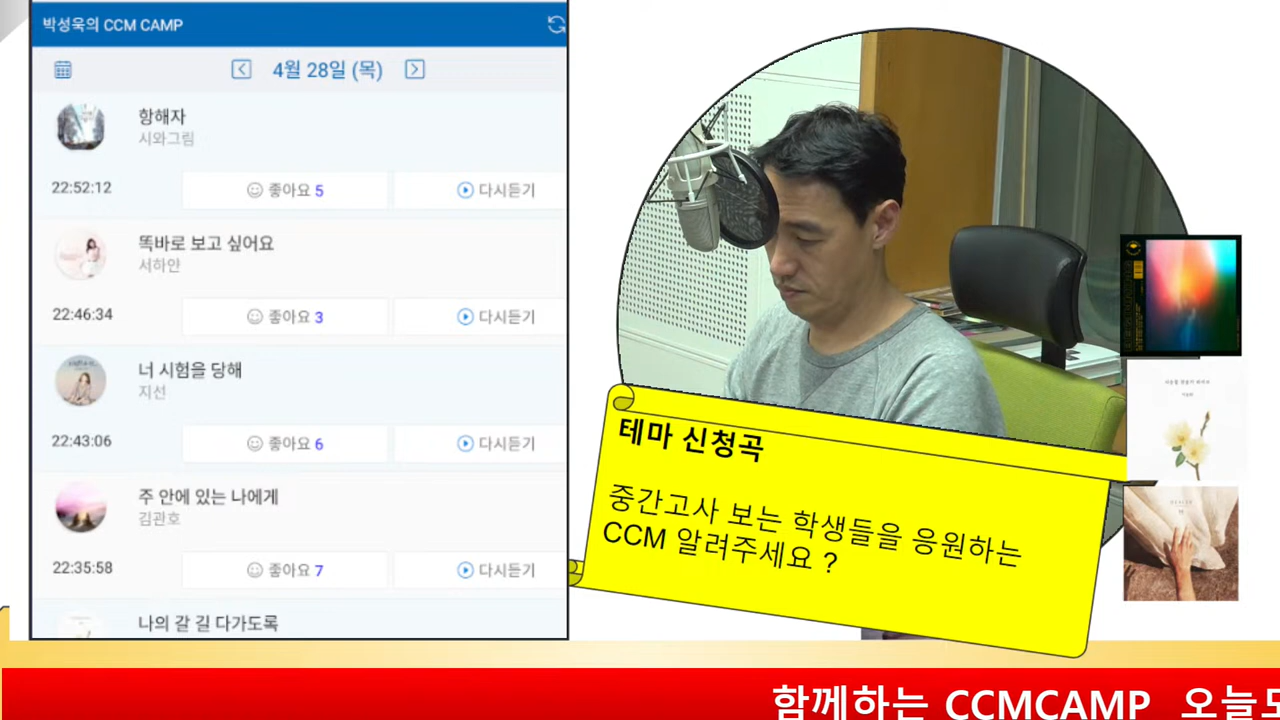 박성욱의 CCM CAMP
4월 28일 (목)
항해자
시와그림
22:52:12
좋아요 5
다시듣기
똑바로 보고 싶어요
서하얀
22:46:34
좋아요 3
다시듣기
너 시험을 당해
지선
22:43:06
좋아요 6
다시듣기
주 안에 있는 나에게
김관호
22:35:58
좋아요 7
다시듣기
나의 갈 길 다가도록
테마 신청곡
중간고사 보는 학생들을 응원하는
CCM 알려주세요 ?
함께하는 CCMCAMP 오늘도